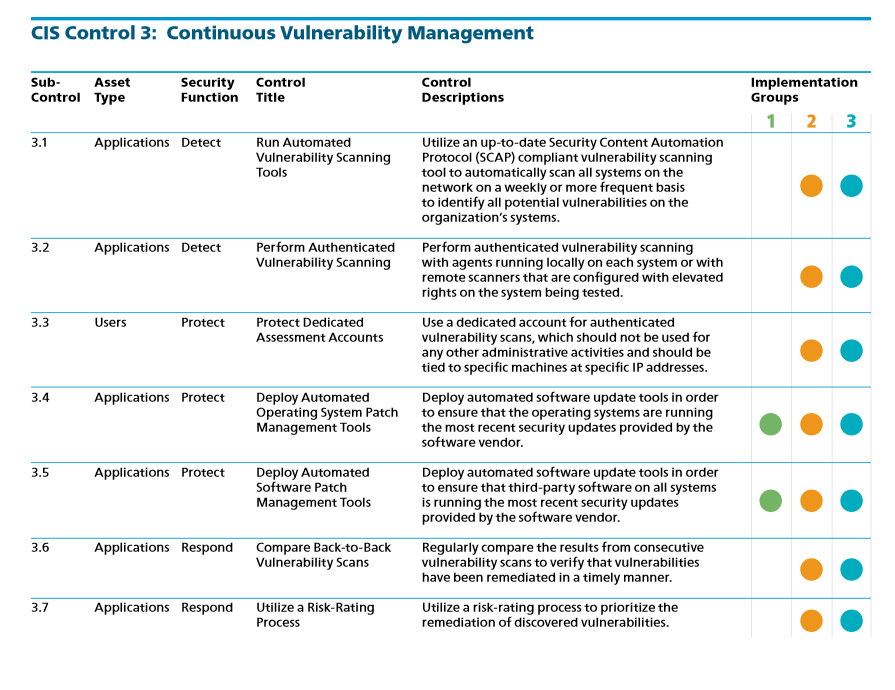 CIS Control 3: Continuous Vulnerability Management
Sub-Control Asset Type Security Function Control Title Control Descriptions Implementation Groups
1 2 3
3.1 Applications Detect Run Automated Utilize an up-to-date Security Content Automation
Vulnerability Scanning Protocol (SCAP) compliant vulnerability scanning
Tools tool to automatically scan all systems on the
network on a weekly or more frequent basis
to identify all potential vulnerabilities on the
organization's systems.
3.2 Applications Detect Perform Authenticated Perform authenticated vulnerability scanning
Vulnerability Scanning with agents running locally on each system or with
remote scanners that are configured with elevated
rights on the system being tested.
3.3 Users Protect Protect Dedicated Use a dedicated account for authenticated
Assessment Accounts vulnerability scans, which should not be used for
any other administrative activities and should be
tied to specific machines at specific IP addresses.
3.4 Applications Protect Deploy Automated Deploy automated software update tools in order
Operating System Patch to ensure that the operating systems are running
Management Tools the most recent security updates provided by the
software vendor.
3.5 Applications Protect Deploy Automated Deploy automated software update tools in order
Software Patch to ensure that third-party software on all systems
Management Tools is running the most recent security updates
provided by the software vendor.
3.6 Applications Respond Compare Back-to-Back Regularly compare the results from consecutive
Vulnerability Scans vulnerability scans to verify that vulnerabilities
have been remediated in a timely manner.
3.7 Applications Respond Utilize a Risk-Rating Utilize a risk-rating process to prioritize the
Process remediation of discovered vulnerabilities.